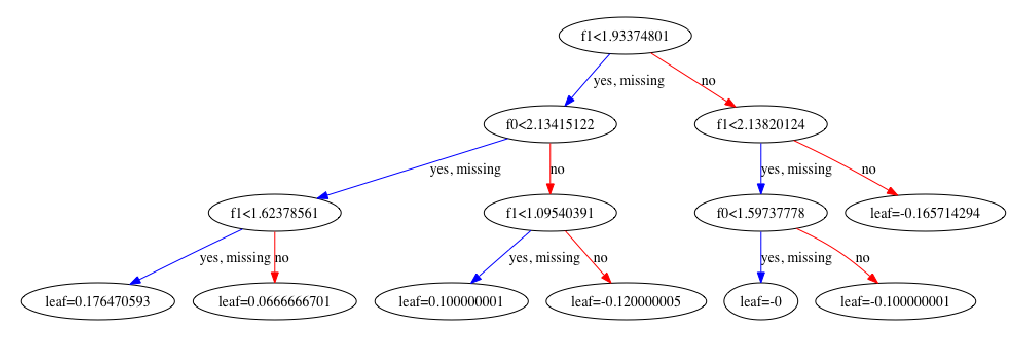 f1<1.93374801
yes, missing
no
f0<2.13415122
f1<2.13820124
yes, missing
no
yes, missing
no
f1<1.62378561
f1<1.09540391
f0<1.59737778
leaf=-0.165714294
yes, missing
no
yes, missing
no
yes, missing
no
leaf=0.176470593
leaf=0.0666666701
leaf=0.100000001
leaf=-0.120000005
leaf=-0
leaf=-0.100000001